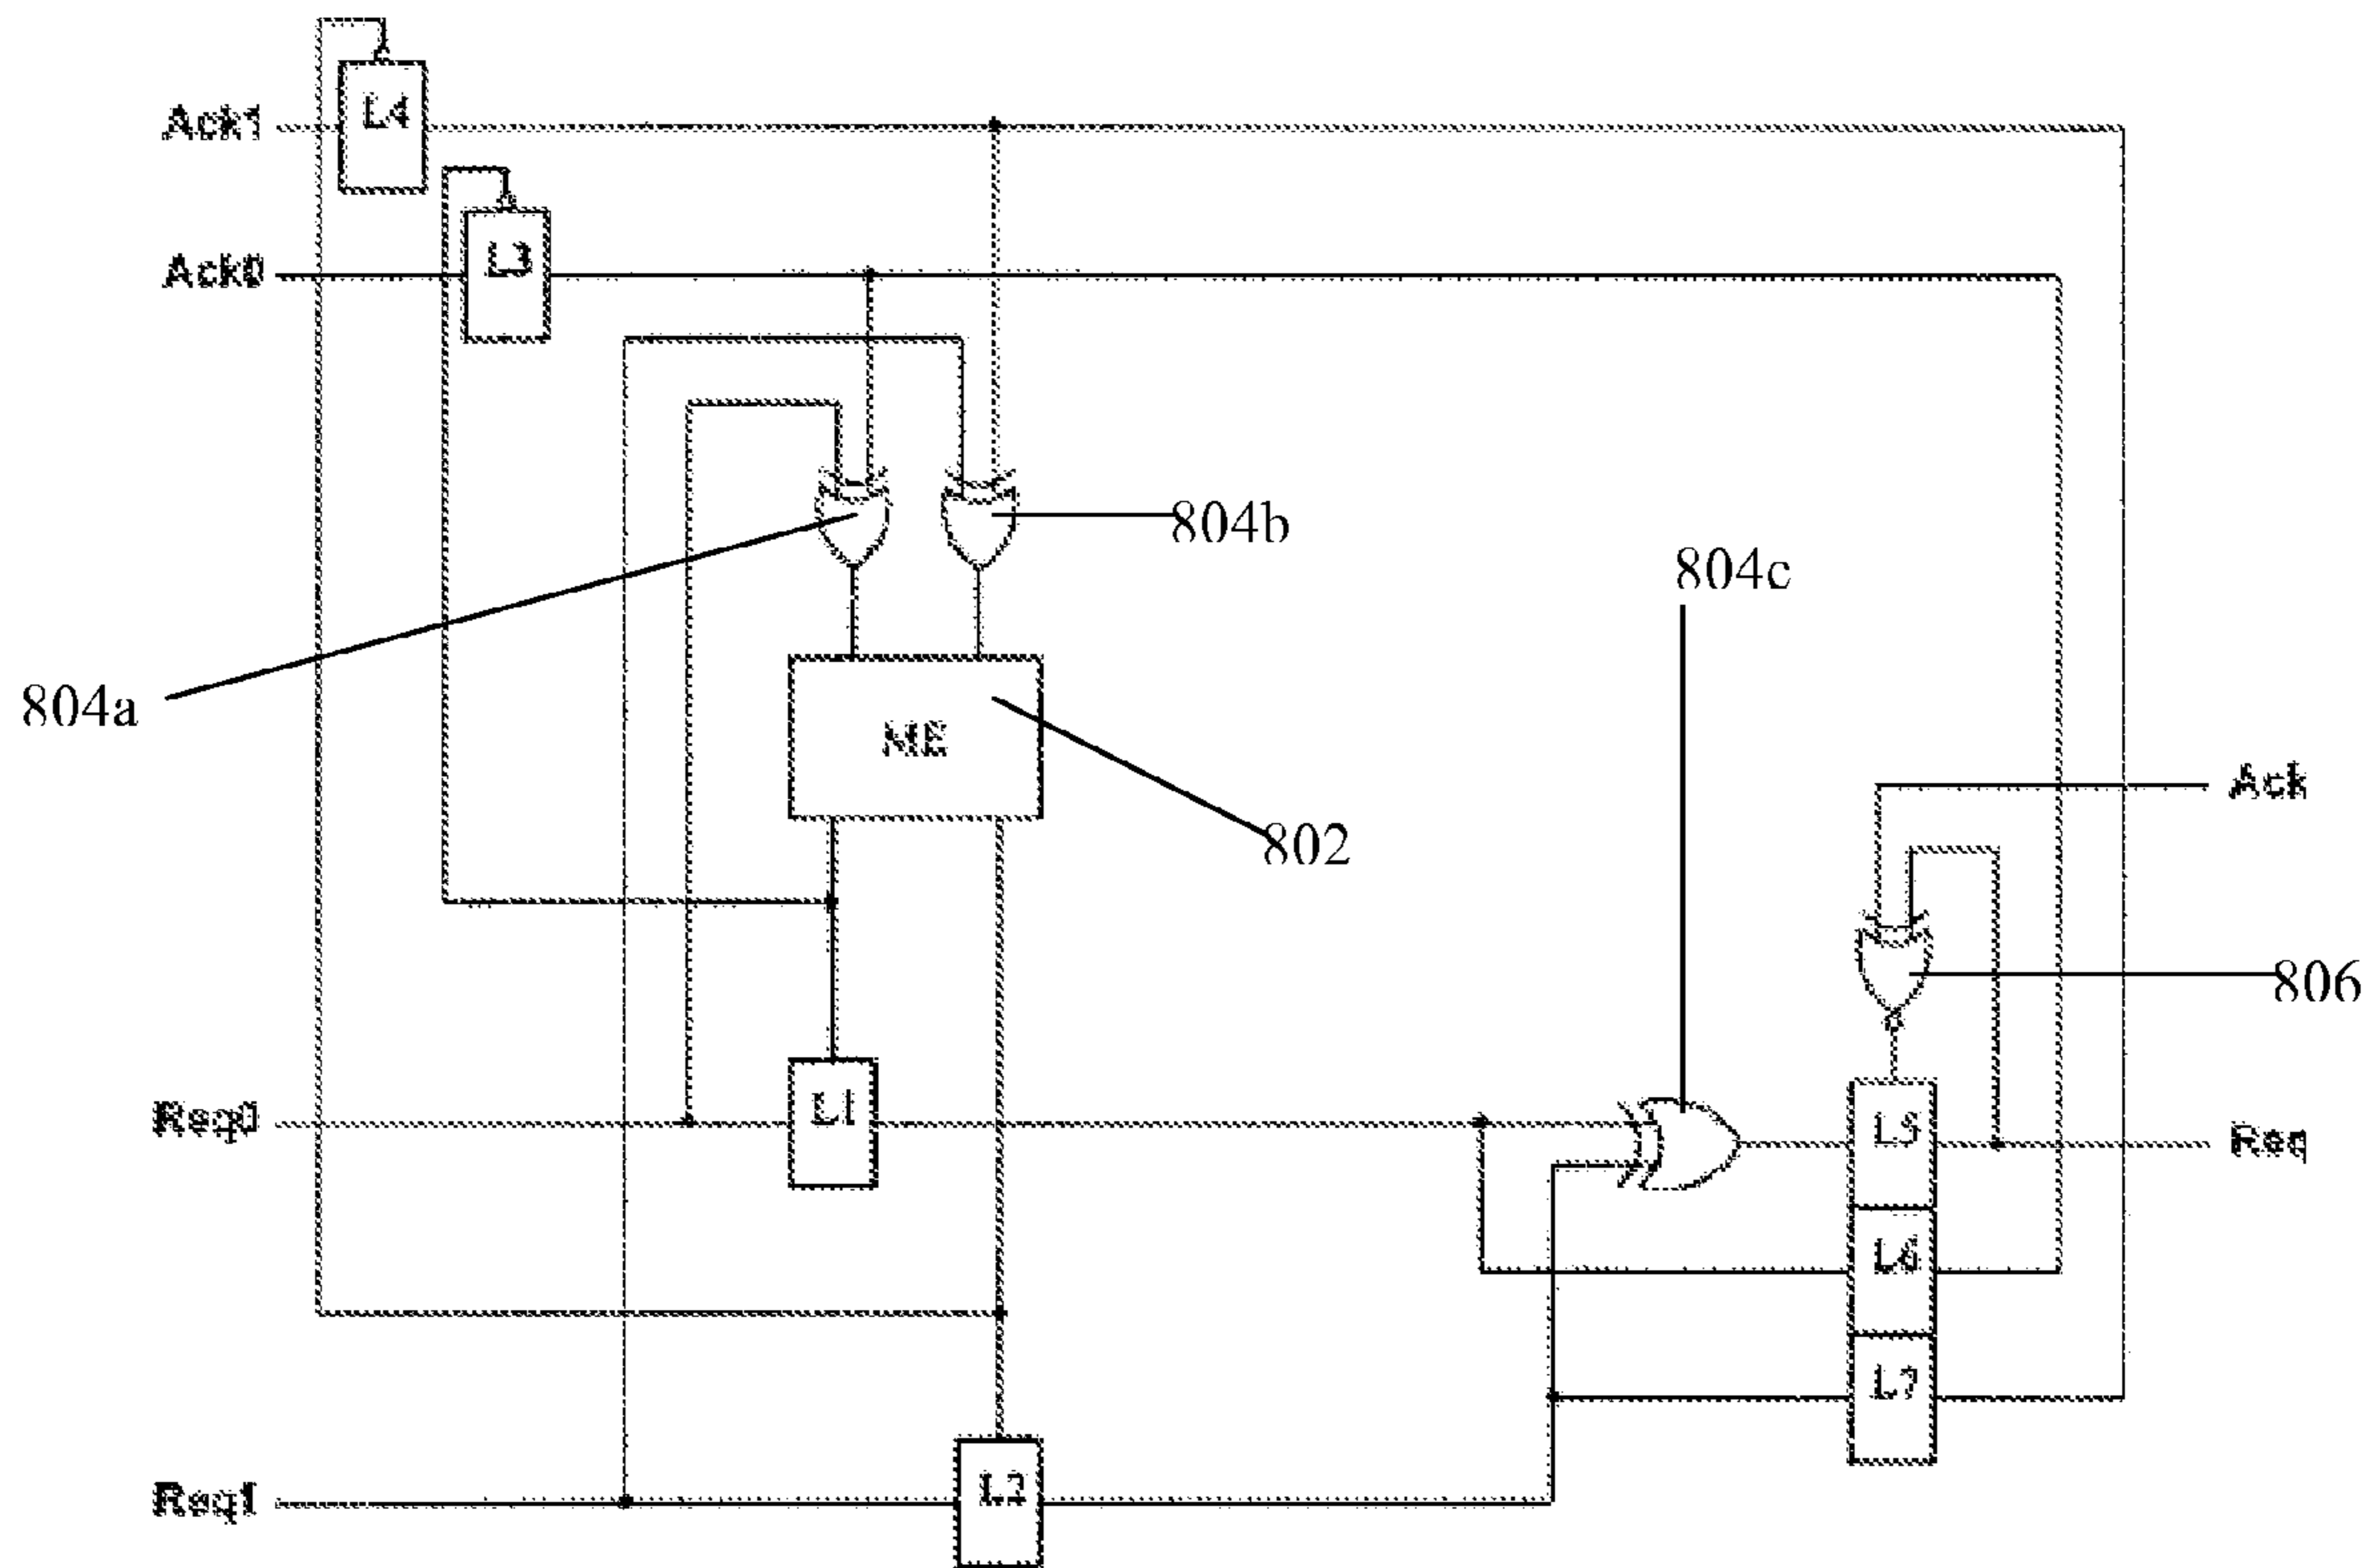 L4
Ack1
L3
Ack0
804b
804c
804a
ME
Ack
802
806
Req0
L1
L5
Req
L6
L7
Req1
L2